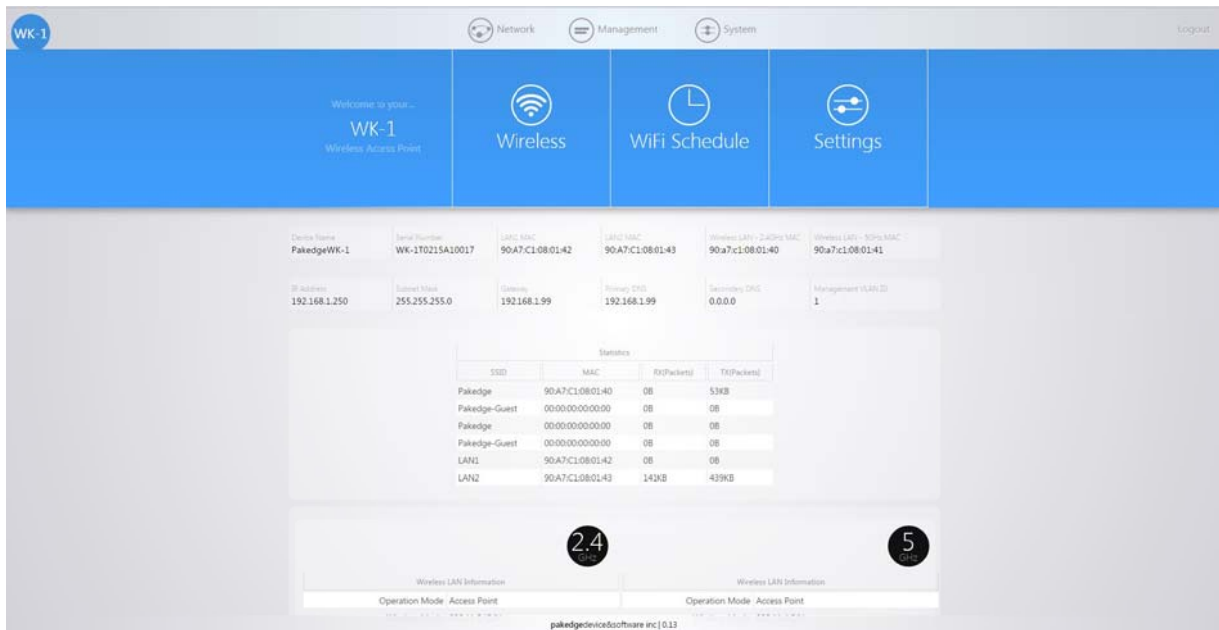 WK-1
Network Management System Logout
Welcome to your...
WK-1
Wireless Access Point
Wireless
WiFi Schedule
Settings
Device Name Serial Number LAN1 MAC LAN2 MAC Wireless LAN - 2.4GHz MAC Wireless LAN - 5GHz MAC
PakedgeWK-1 WK-1T0215A10017 90:A7:C1:08:01:42 90:A7:C1:08:01:43 90:a7:c1:08:01:40 90:a7:c1:08:01:41
IP Address Subnet Mask Gateway Primary DNS Secondary DNS Management VLAN ID
192.168.1.250 255.255.255.0 192.168.1.99 192.168.1.99 0.0.0.0 1
Statistics
SSID MAC RX(Packets) TX(Packets)
Pakedge 90:A7:C1:08:01:40 0B 53KB
Pakedge-Guest 00:00:00:00:00:00 0B 0B
Pakedge 00:00:00:00:00:00 0B 0B
Pakedge-Guest 00:00:00:00:00:00 0B 0B
LAN1 90:A7:C1:08:01:42 0B 0B
LAN2 90:A7:C1:08:01:43 141KB 439KB
2.4 GHz
5 GHz
Wireless LAN Information Wireless LAN Information
Operation Mode Access Point Operation Mode Access Point
pakedgedevice&software inc | 0.13